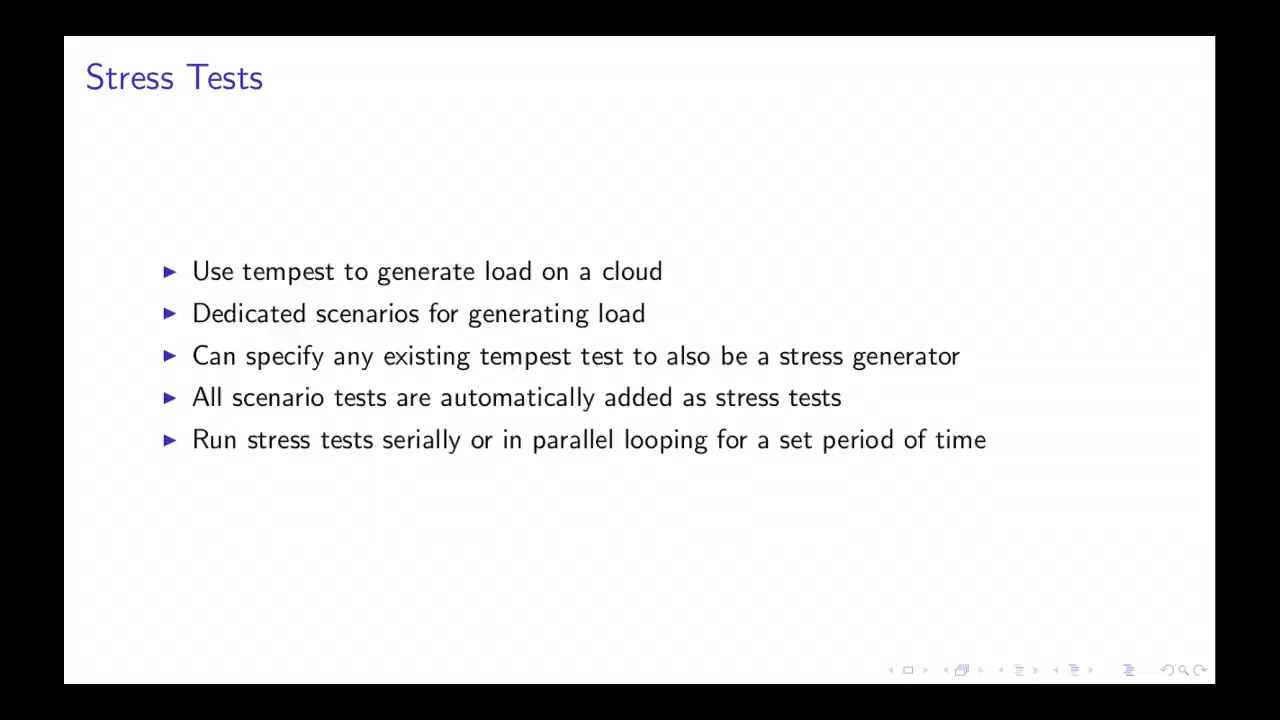 Stress Tests
Use tempest to generate load on a cloud
Dedicated scenarios for generating load
Can specify any existing tempest test to also be a stress generator
All scenario tests are automatically added as stress tests
Run stress tests serially or in parallel looping for a set period of time